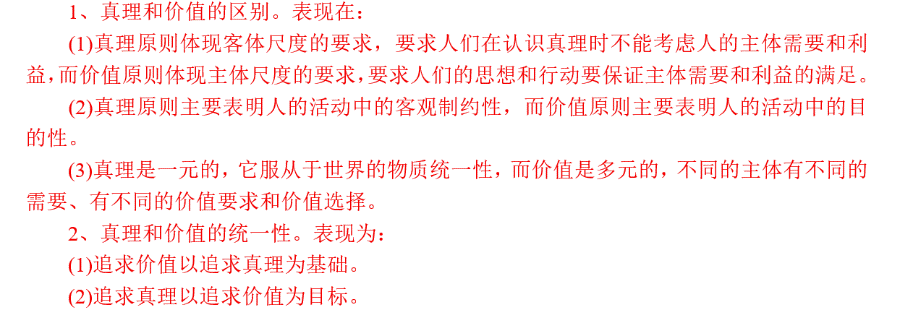 1、真理和价值的区别。表现在：
(1)真理原则体现客体尺度的要求，要求人们在认识真理时不能考虑人的主体需要和利
益，而价值原则体现主体尺度的要求，要求人们的思想和行动要保证主体需要和利益的满足。
(2)真理原则主要表明人的活动中的客观制约性，而价值原则主要表明人的活动中的目
的性。
(3)真理是一元的，它服从于世界的物质统一性，而价值是多元的，不同的主体有不同的
需要、有不同的价值要求和价值选择。
2、真理和价值的统一性。表现为：
(1)追求价值以追求真理为基础。
(2)追求真理以追求价值为目标。